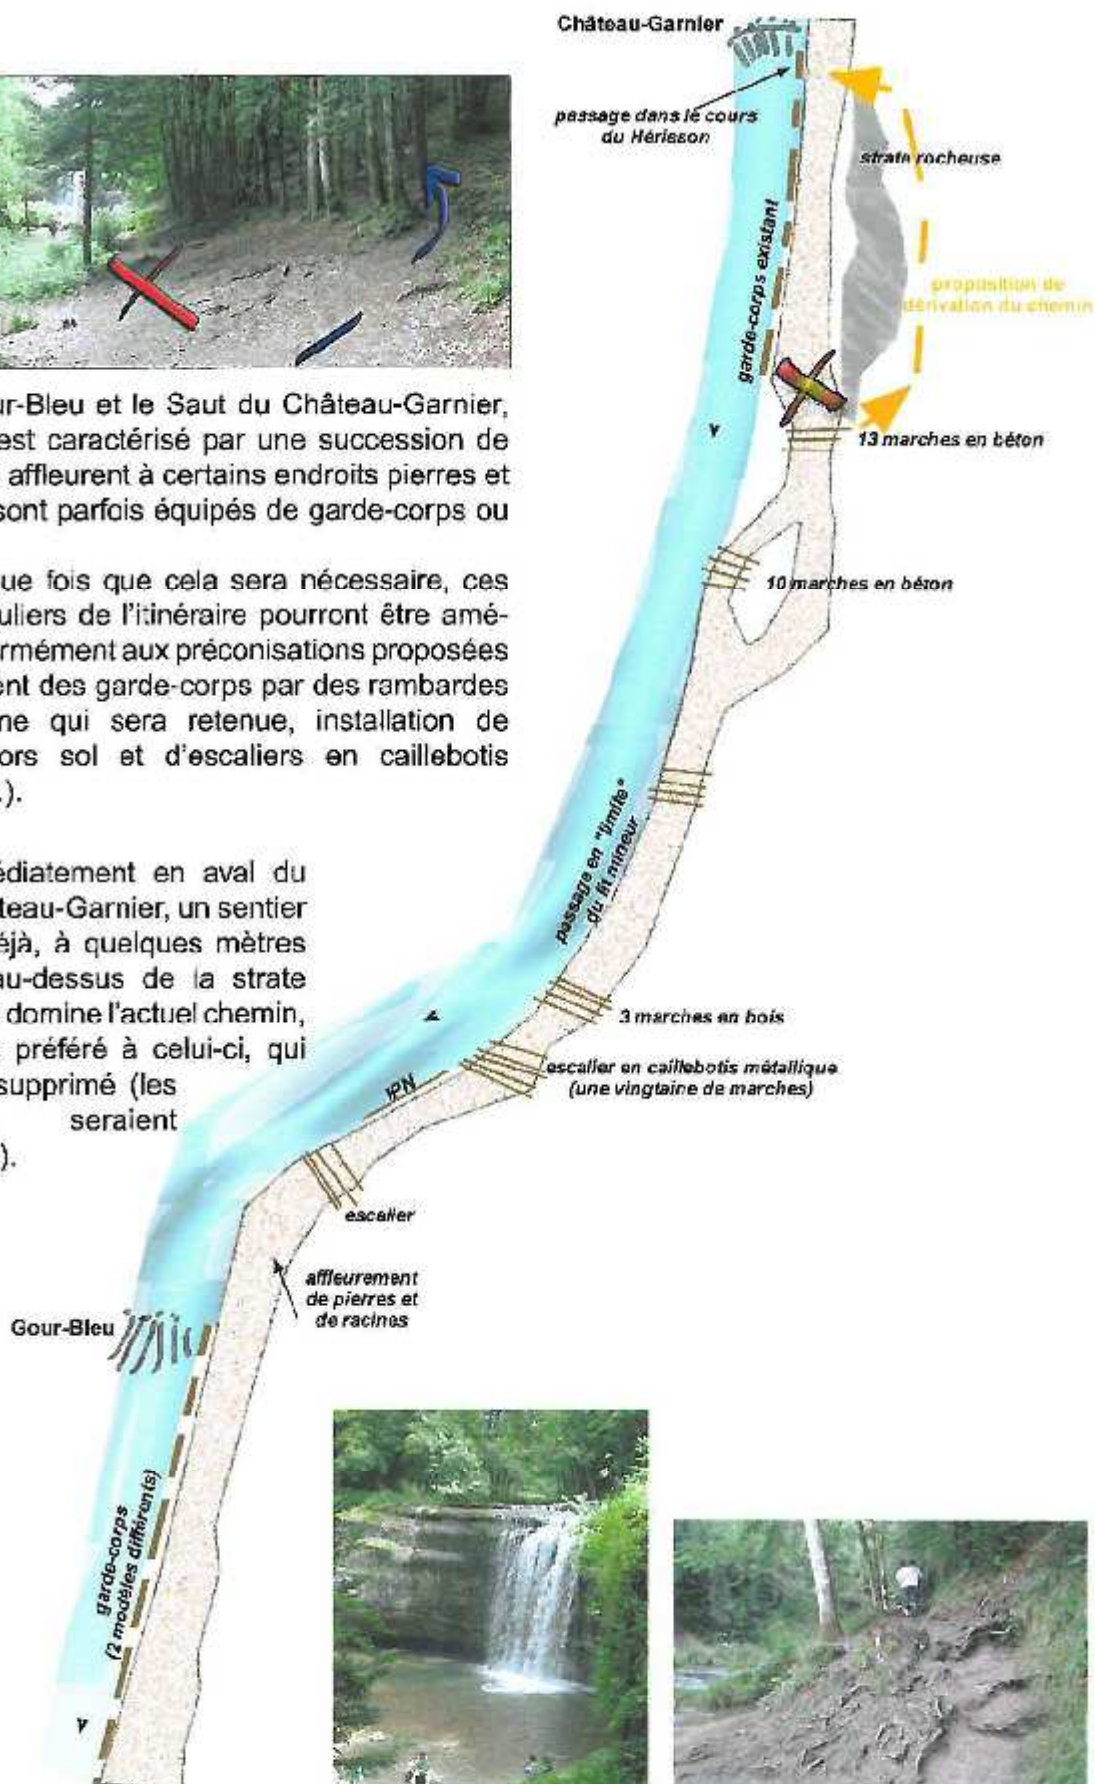 Château-Garnier
passage dans le cours
du Hérisson
strate rocheuse
garde-corps existant
proposition de
dérivation du chemin
13 marches en béton
ur-Bleu et le Saut du Château-Garnier,
est caractérisé par une succession de
affleurent à certains endroits pierres et
sont parfois équipés de garde-corps ou
10 marches en béton
ue fois que cela sera nécessaire, ces
uliers de l'itinéraire pourront être amé-
rmément aux préconisations proposées
ent des garde-corps par des rambardes
ne qui sera retenue, installation de
ors sol et d'escaliers en caillebotis
.).
passage en "limite"
du lit mineur
édiatement en aval du
teau-Garnier, un sentier
éjà, à quelques mètres
au-dessus de la strate
domine l'actuel chemin,
préféré à celui-ci, qui
supprimé (les
seraient
).
3 marches en bois
escalier en caillebotis métallique
(une vingtaine de marches)
IPN
escalier
affleurement
de pierres et
de racines
Gour-Bleu
garde-corps
(2 modèles différents)